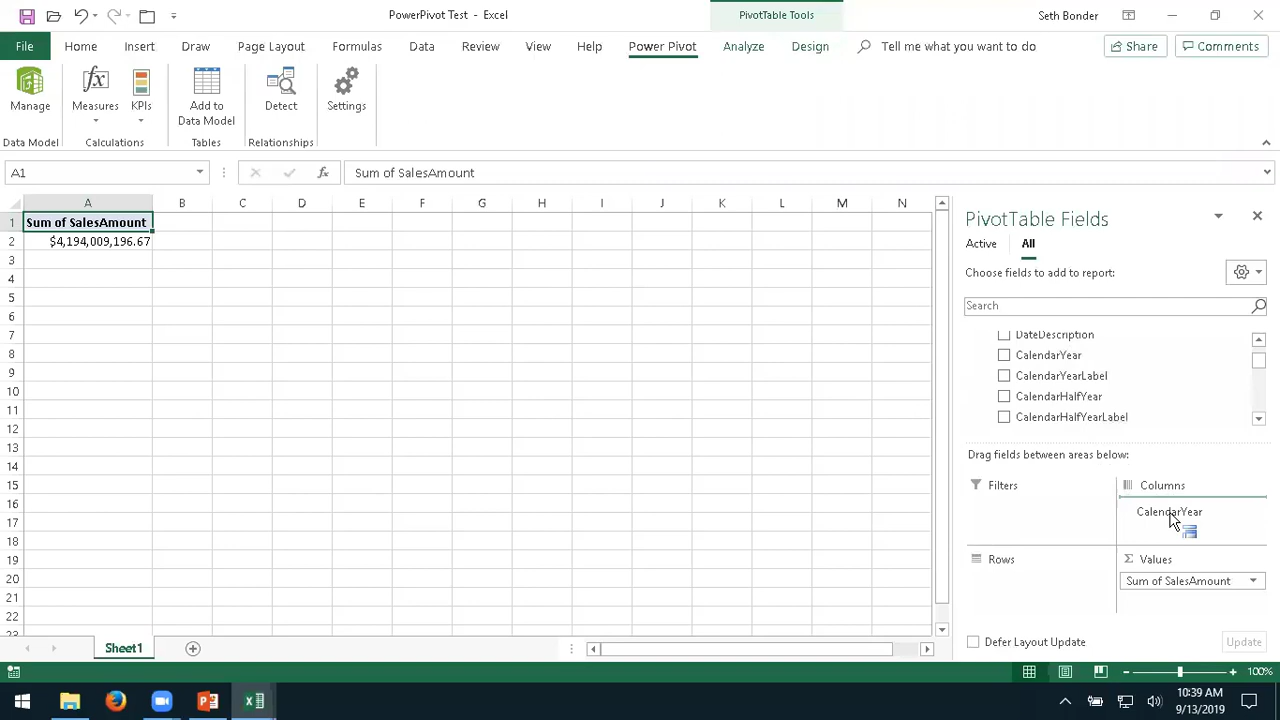 PowerPivot Test - Excel
PivotTable Tools
Seth Bonder
File Home Insert Draw Page Layout Formulas Data Review View Help Power Pivot Analyze Design Tell me what you want to do Share Comments
Manage
Measures
KPIs
Add to
Data Model
Detect
Settings
Data Model Calculations Tables Relationships
A1
fx
Sum of SalesAmount
A B C D E F G H I J K L M N
1 Sum of SalesAmount
2 $4,194,009,196.67
3
4
5
6
7
8
9
10
11
12
13
14
15
16
17
18
19
20
21
22
23
PivotTable Fields
Active All
Choose fields to add to report:
Search
DateDescription
CalendarYear
CalendarYearLabel
CalendarHalfYear
CalendarHalfYearLabel
Drag fields between areas below:
Filters
Columns
CalendarYear
Rows
Σ Values
Sum of SalesAmount
Defer Layout Update
Update
Sheet1
100%
10:39 AM
9/13/2019